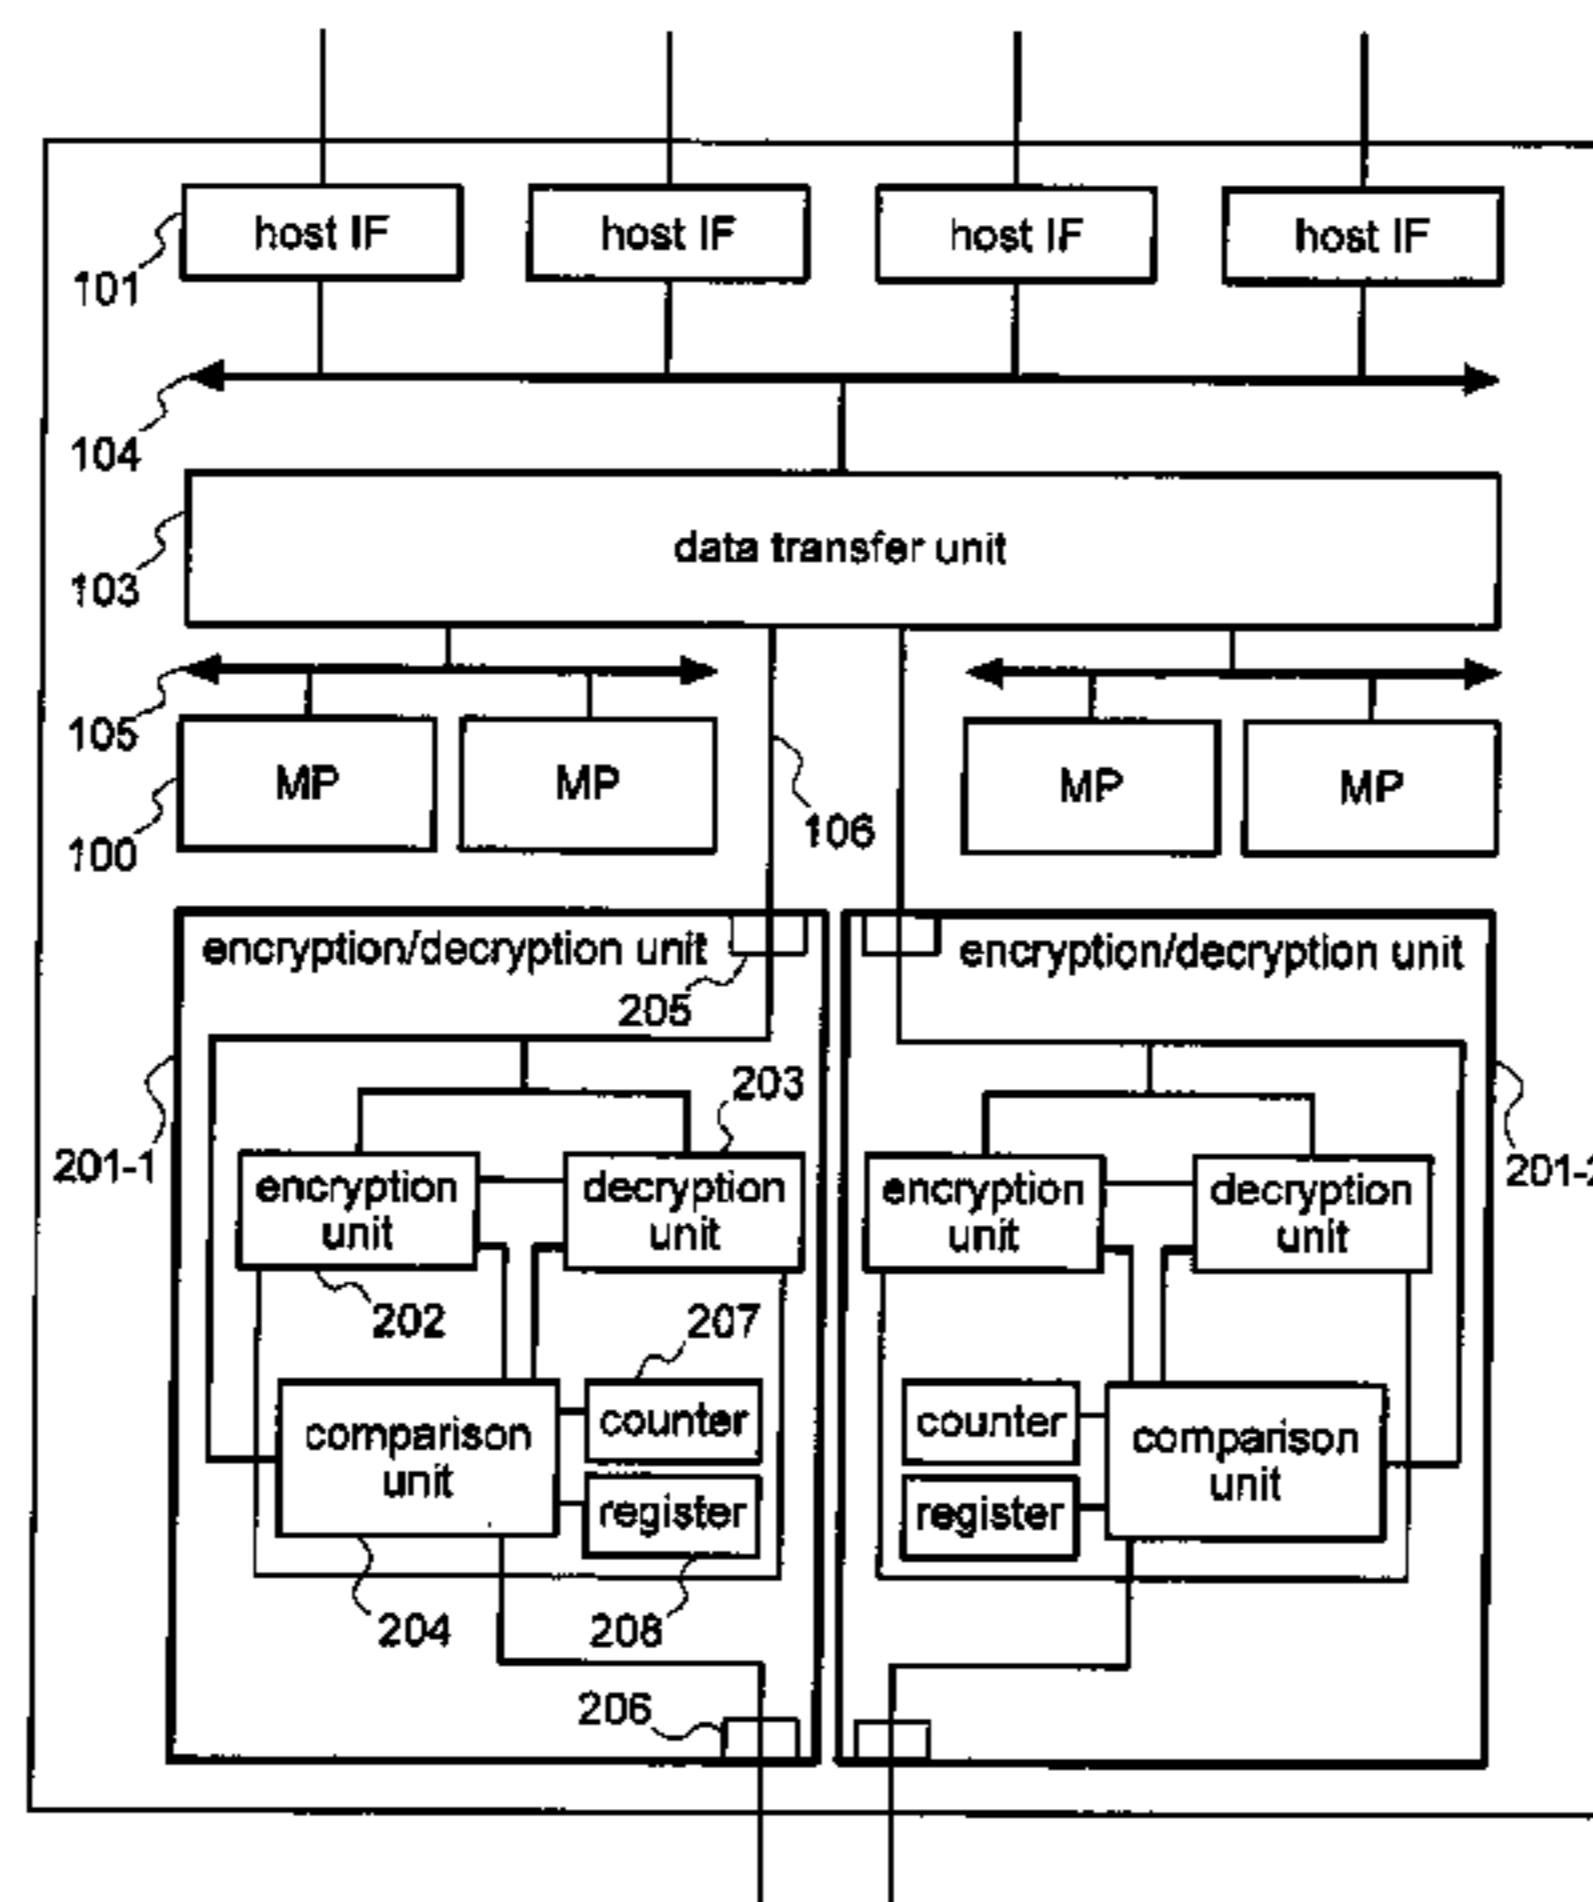 host IF
host IF
host IF
host IF
101
104
data transfer unit
103
105
MP
MP
MP
MP
106
100
encryption/decryption unit
encryption/decryption unit
205
203
201-1
201-2
encryption
unit
decryption
unit
encryption
unit
decryption
unit
202
207
comparison
unit
counter
register
counter
register
comparison
unit
204
208
206